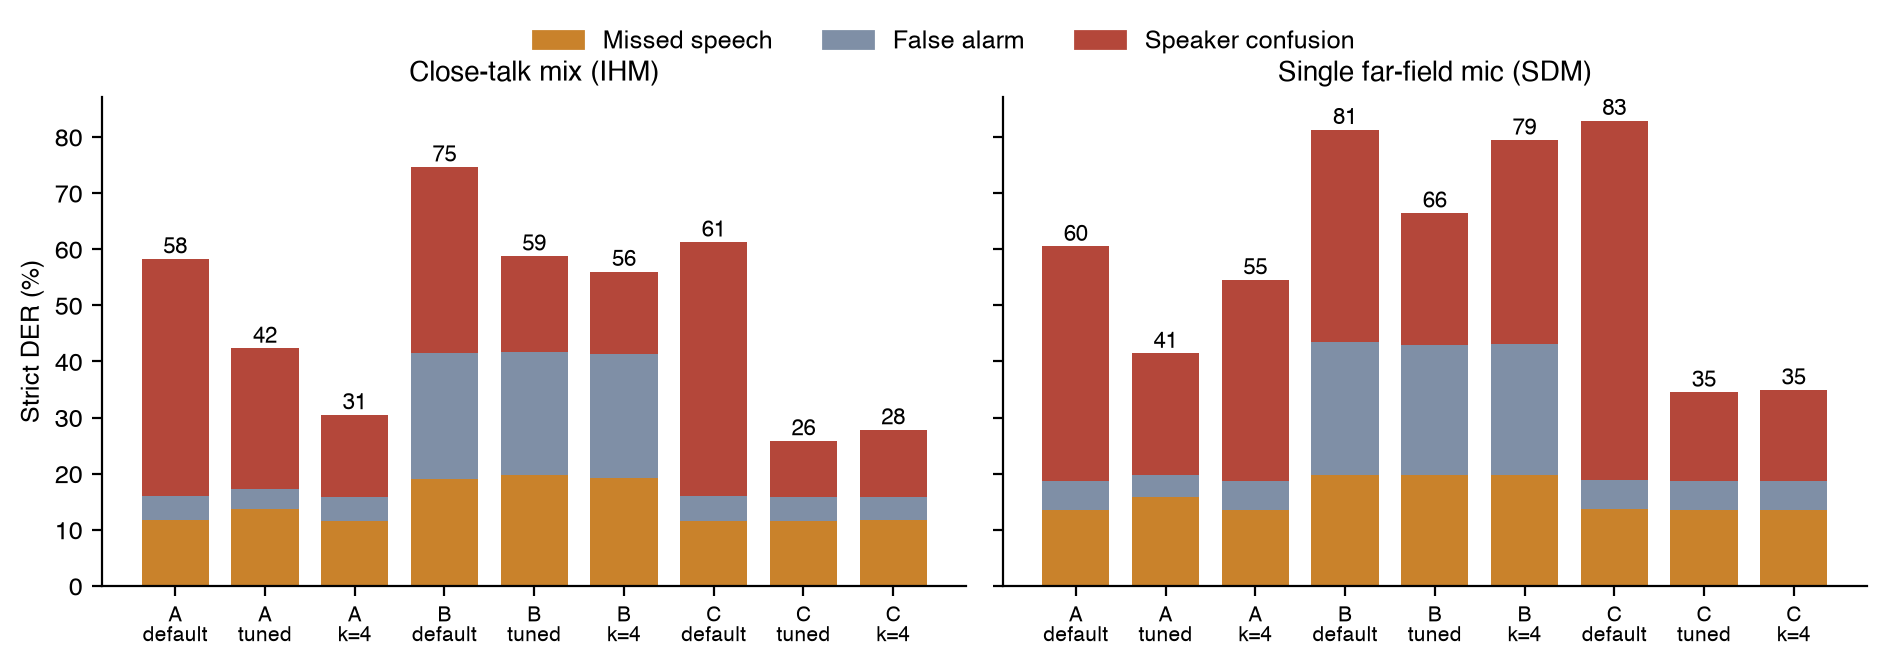 Missed speech False alarm Speaker confusion
Close-talk mix (IHM)
Strict DER (%)
80
70
60
50
40
30
20
10
0
58
42
31
75
59
56
61
26
28
A default
A tuned
A k=4
B default
B tuned
B k=4
C default
C tuned
C k=4
Single far-field mic (SDM)
60
41
55
81
66
79
83
35
35
A default
A tuned
A k=4
B default
B tuned
B k=4
C default
C tuned
C k=4